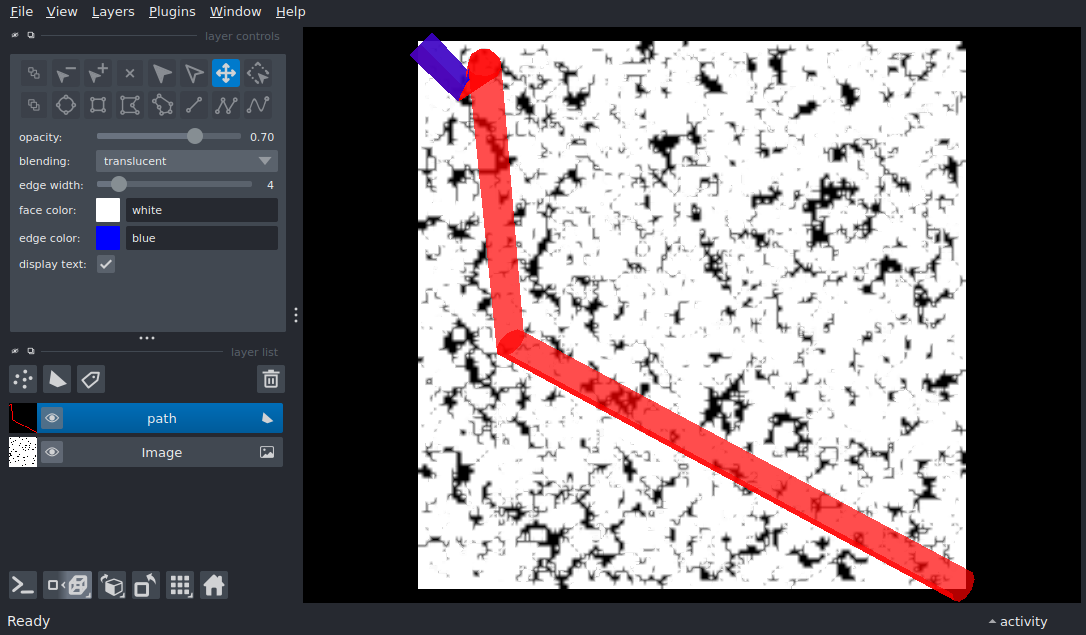 File View Layers Plugins Window Help
layer controls
opacity: 0.70
blending: translucent
edge width: 4
face color: white
edge color: blue
display text:
layer list
path
Image
Ready activity